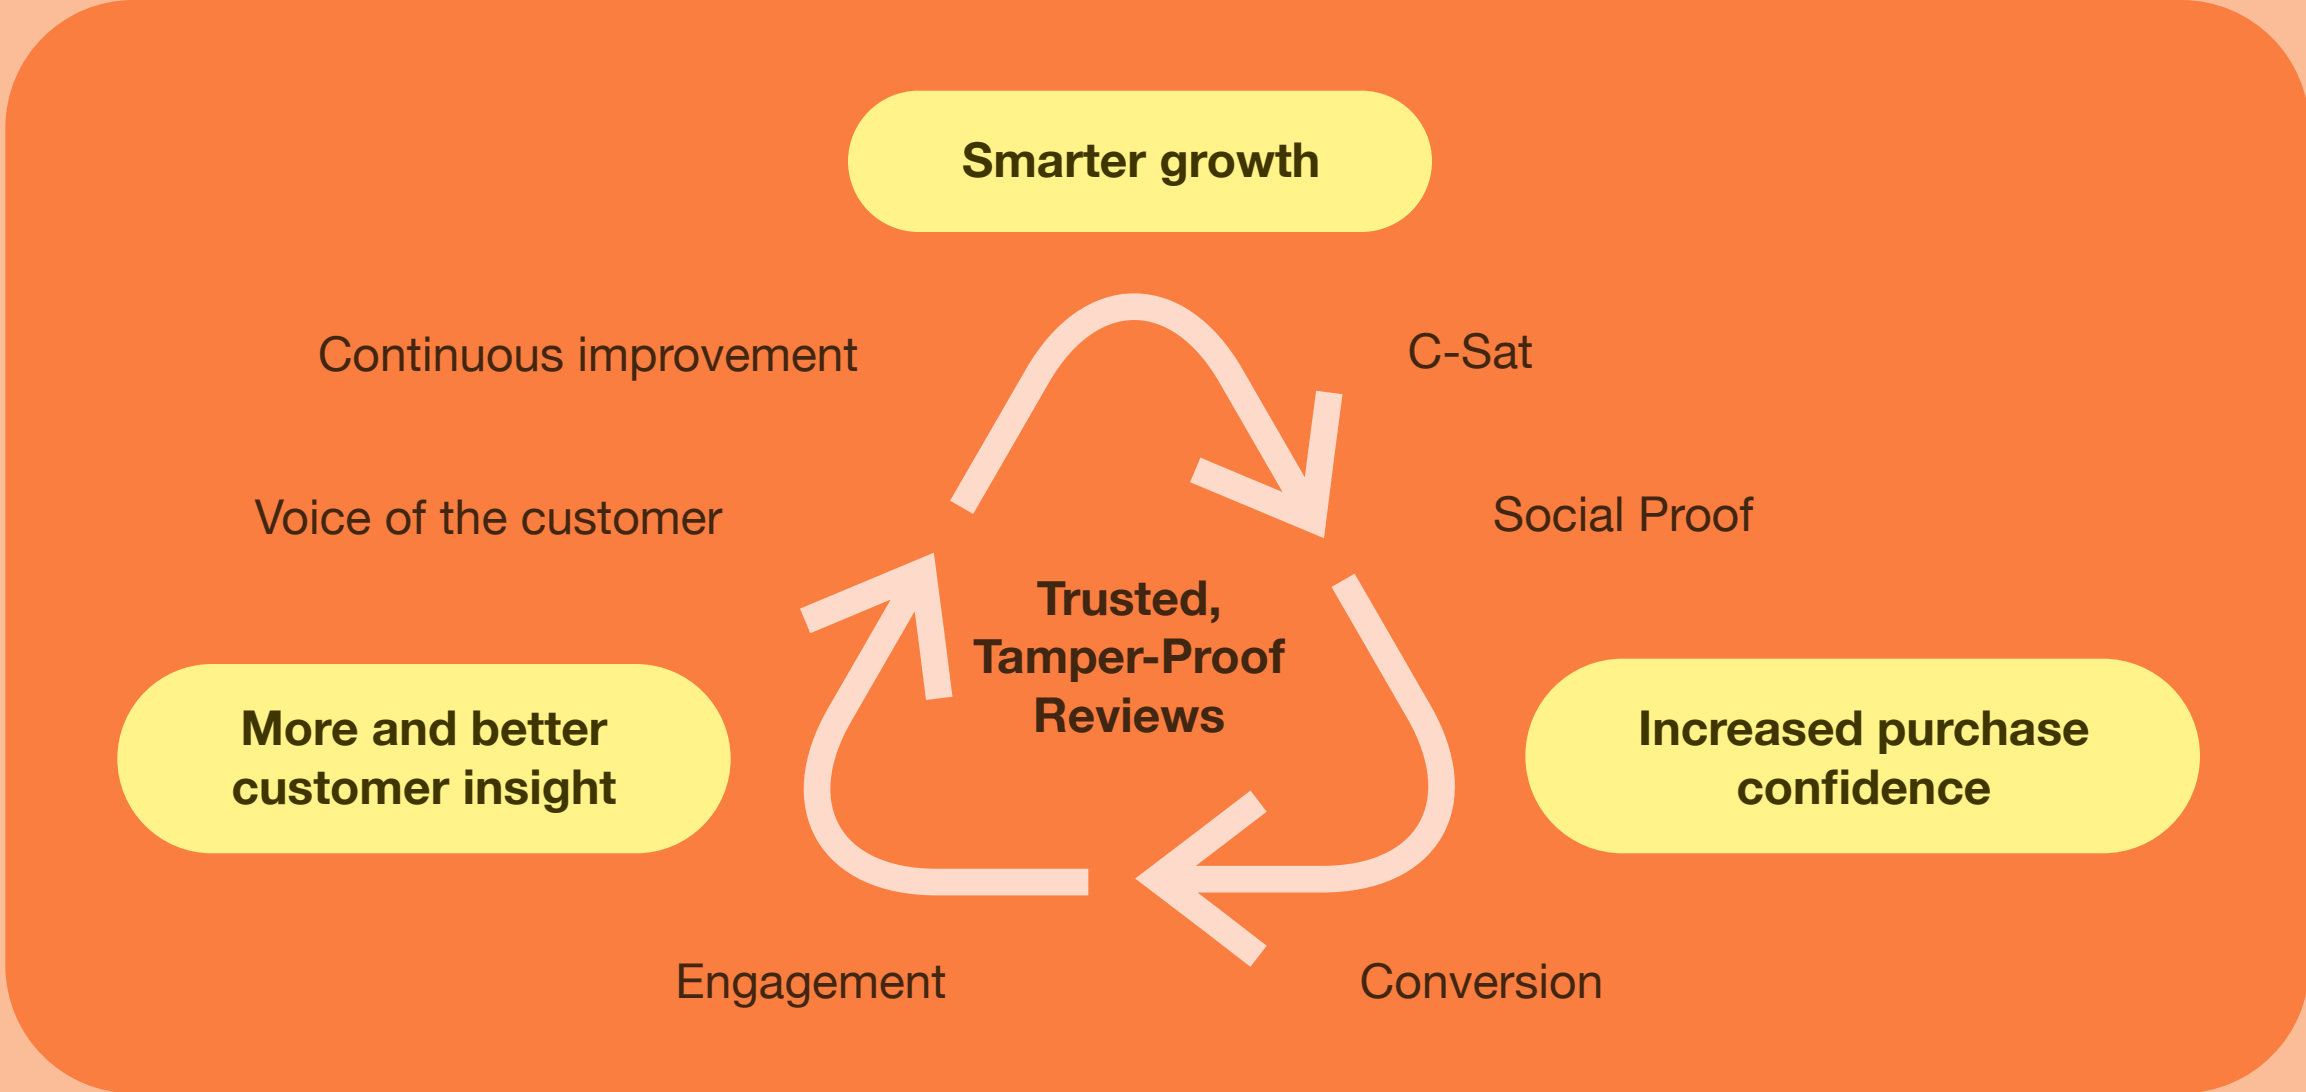 Smarter growth
Continuous improvement
C-Sat
Voice of the customer
Social Proof
Trusted,
Tamper-Proof
Reviews
More and better
customer insight
Increased purchase
confidence
Engagement
Conversion